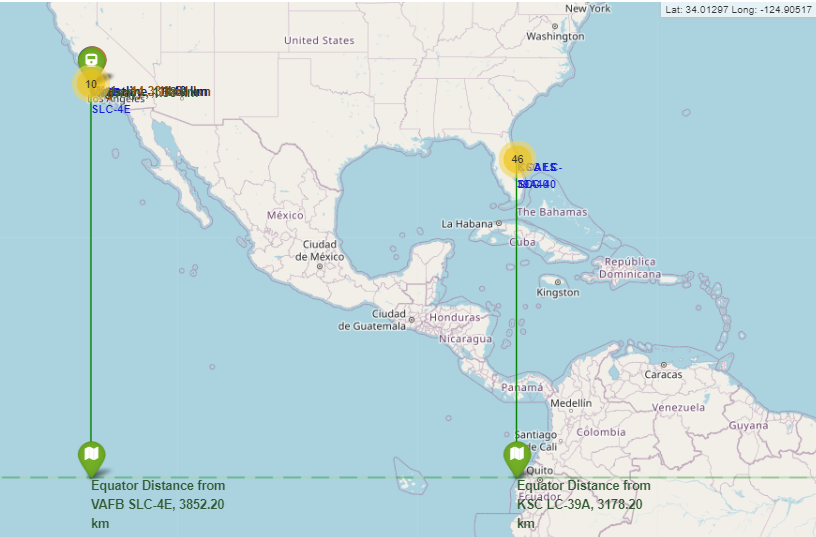 Lat: 34.01297 Long: -124.90517
New York
United States
Washington
10
Los Angeles
SLC-4E
46
The Bahamas
México
La Habana
Cuba
Ciudad
de México
República
Dominicana
Kingston
Ciudad
de Guatemala
Honduras
Nicaragua
Caracas
Panamá
Medellín
Venezuela
Guyana
Santiago
de Cali
Colombia
Quito
Ecuador
Equator Distance from
VAFB SLC-4E, 3852.20
km
Equator Distance from
KSC LC-39A, 3178.20
km